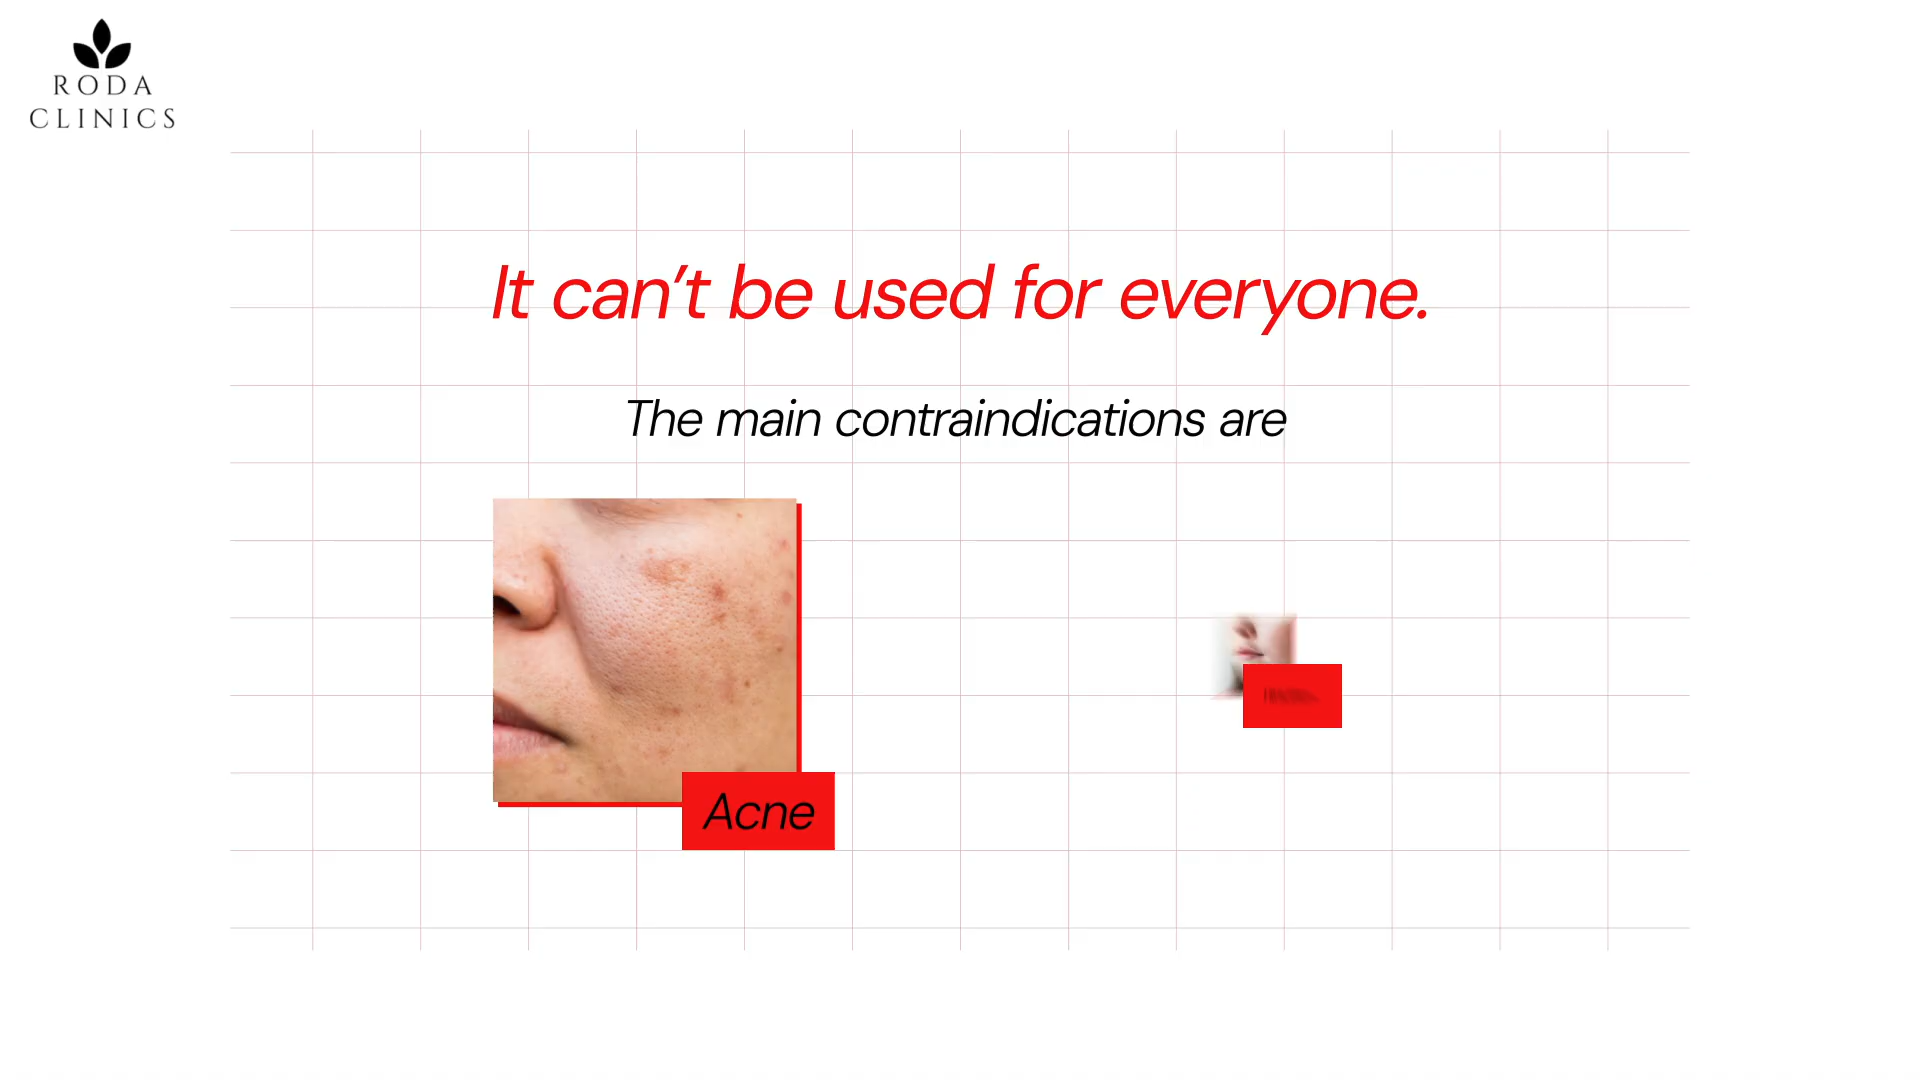 RODA
CLINICS
It can’t be used for everyone.
The main contraindications are
Acne